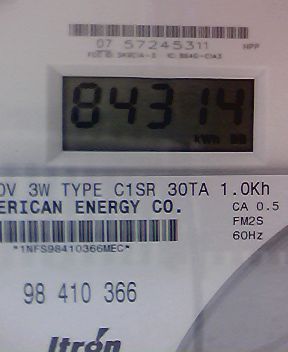 07 57245311 HPP
84314
kWh
0V 3W TYPE C1SR 30TA 1.0Kh
ERICAN ENERGY CO. CA 0.5
FM2S
60Hz
*1NFS98410366MEC*
98 410 366
Itron